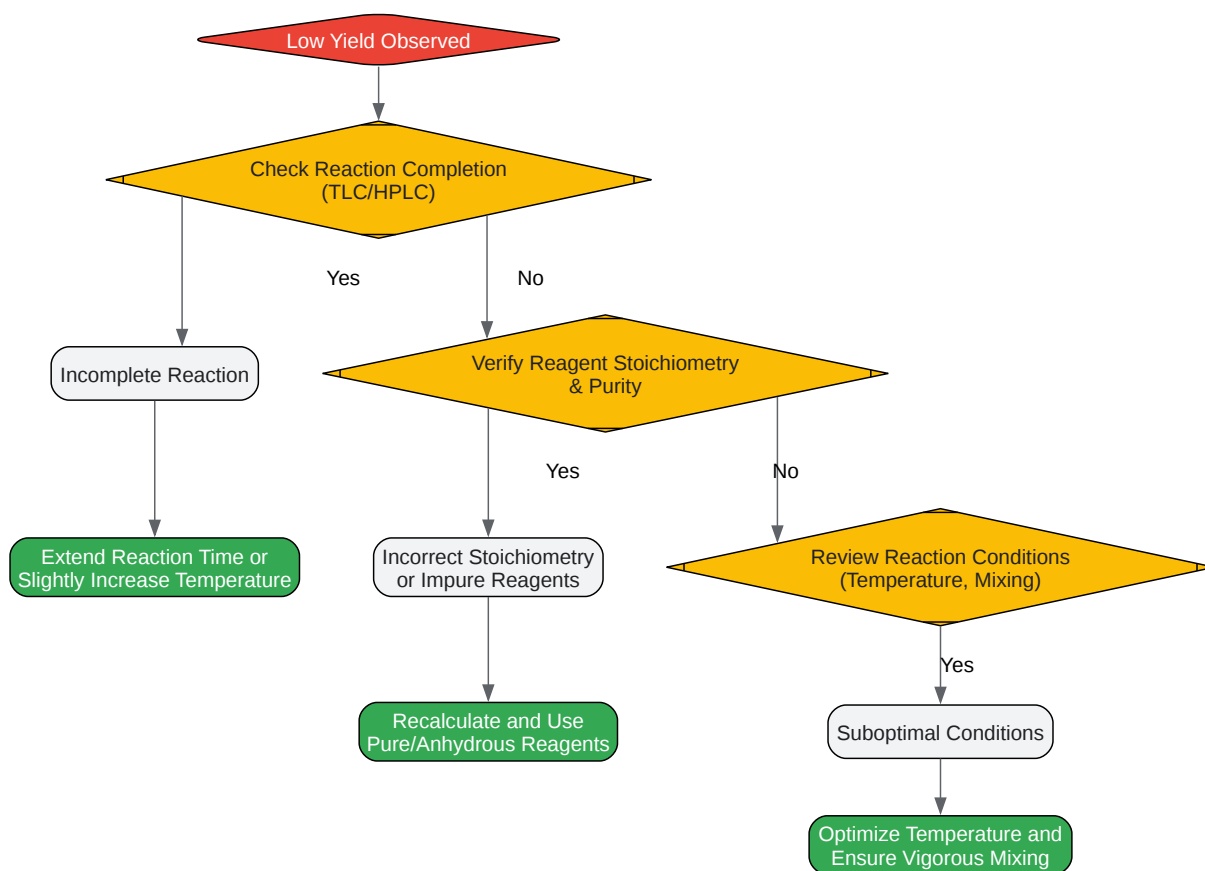 Low Yield Observed
Check Reaction Completion
(TLC/HPLC)
Yes
No
Incomplete Reaction
Verify Reagent Stoichiometry
& Purity
Yes
No
Extend Reaction Time or
Slightly Increase Temperature
Incorrect Stoichiometry
or Impure Reagents
Review Reaction Conditions
(Temperature, Mixing)
Yes
Recalculate and Use
Pure/Anhydrous Reagents
Suboptimal Conditions
Optimize Temperature and
Ensure Vigorous Mixing